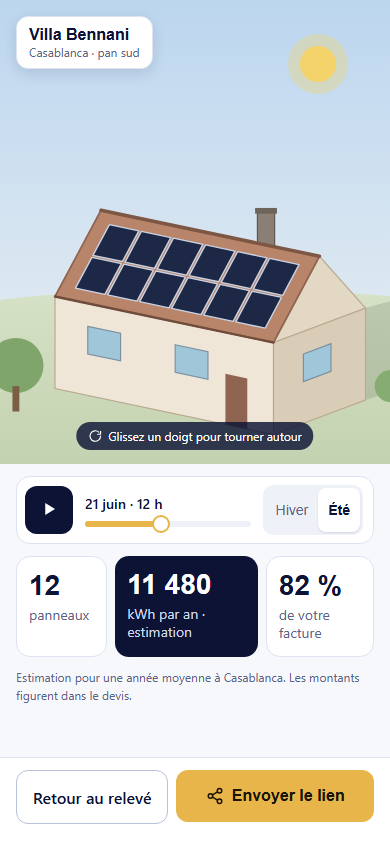 Villa Bennani
Casablanca · pan sud
Glissez un doigt pour tourner autour
21 juin · 12 h
Hiver
Été
12
panneaux
11 480
kWh par an ·
estimation
82 %
de votre
facture
Estimation pour une année moyenne à Casablanca. Les montants
figurent dans le devis.
Retour au relevé
Envoyer le lien